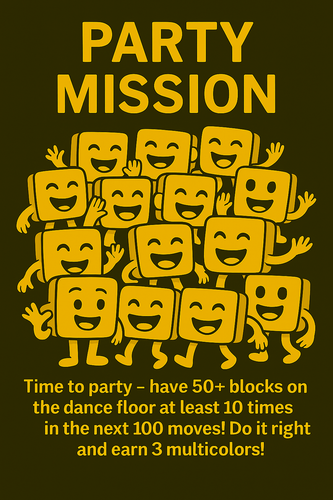 PARTY
MISSION
Time to party – have 50+ blocks on
the dance floor at least 10 times
in the next 100 moves! Do it right
and earn 3 multicolors!